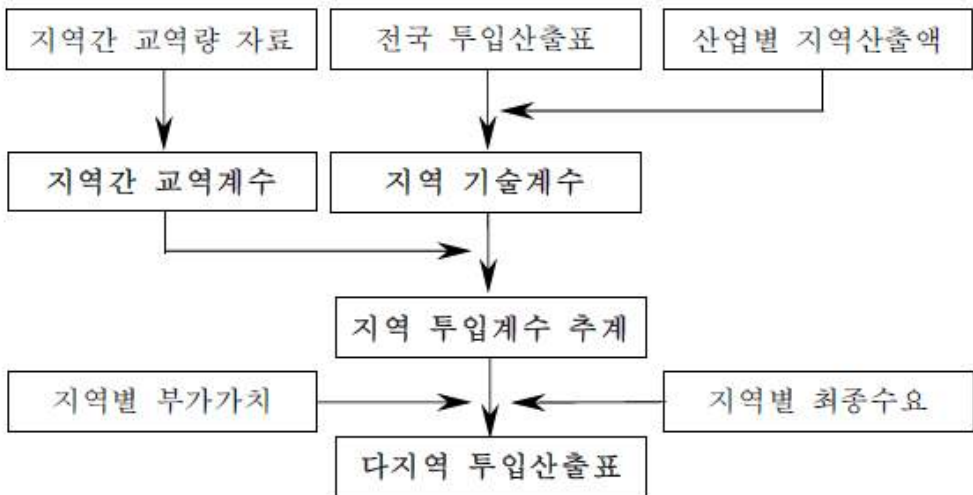 지역간 교역량 자료
전국 투입산출표
산업별 지역산출액
지역간 교역계수
지역 기술계수
지역 투입계수 추계
지역별 부가가치
지역별 최종수요
다지역 투입산출표